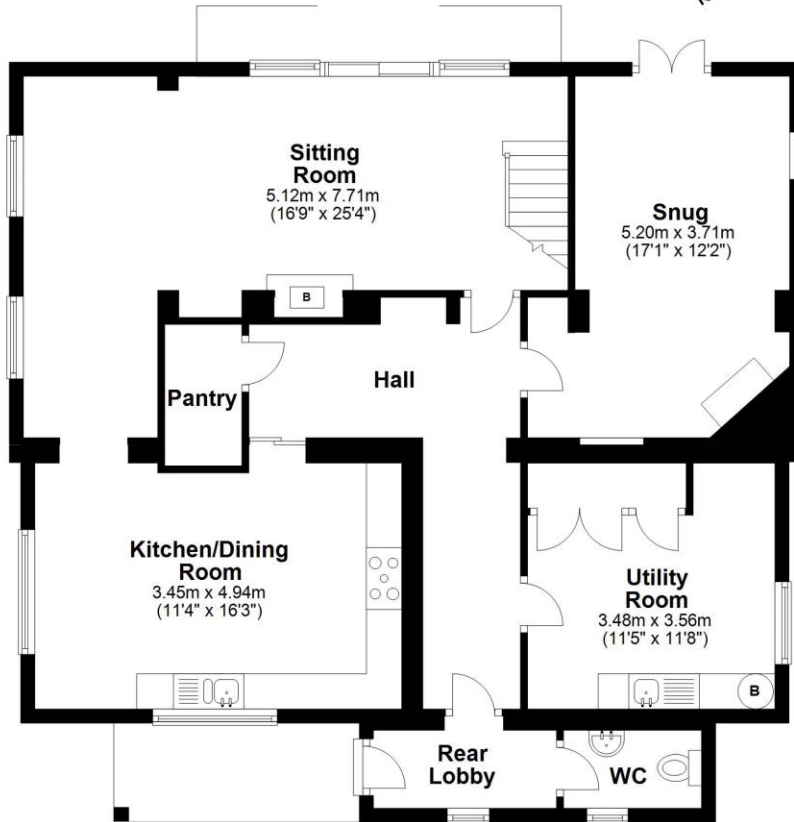 Sitting
Room
5.12m x 7.71m
(16'9" x 25'4")
Snug
5.20m x 3.71m
(17'1" x 12'2")
B
Hall
Pantry
Kitchen/Dining
Room
3.45m x 4.94m
(11'4" x 16'3")
Utility
Room
3.48m x 3.56m
(11'5" x 11'8")
B
Rear
Lobby
WC